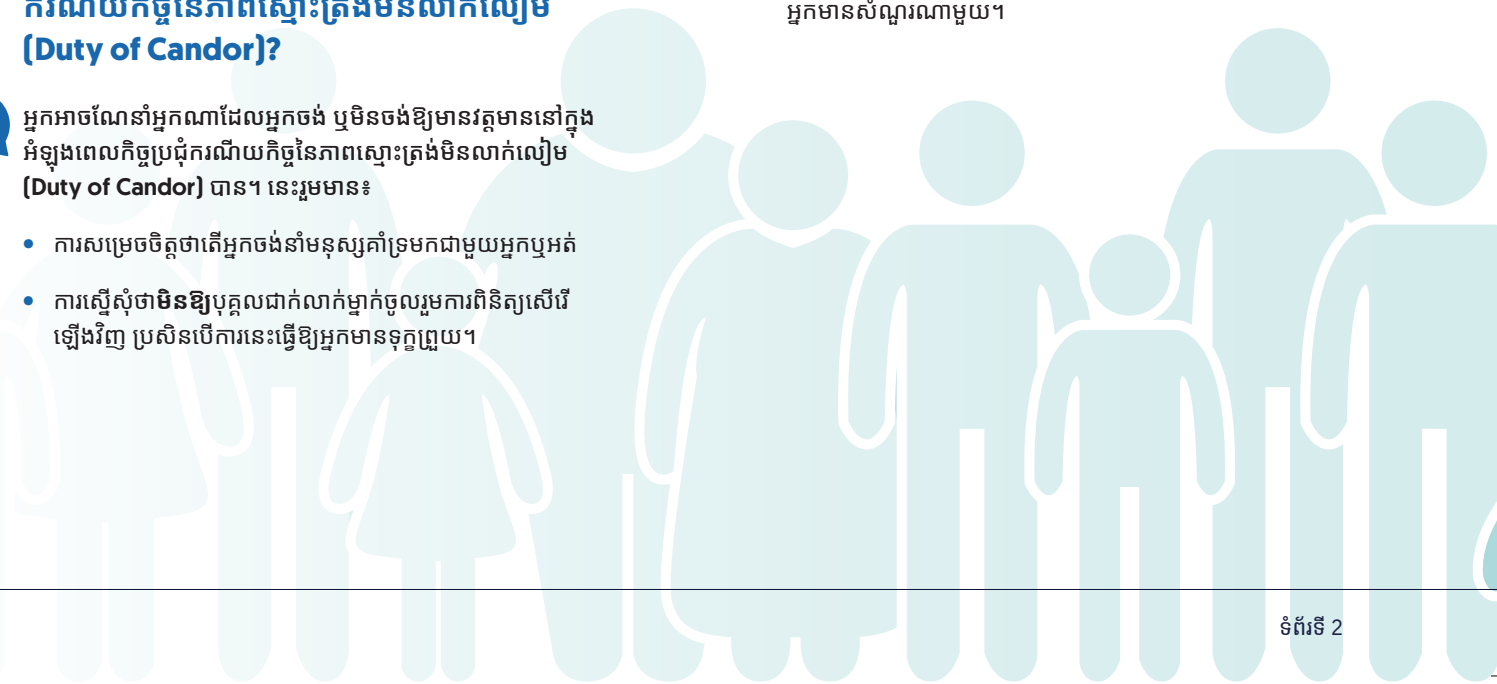 ករណីយកិច្ចនៃភាពស្មោះត្រង់មិនលាក់លៀម
(Duty of Candor)?
អ្នកអាចណែនាំអ្នកណាដែលអ្នកចង់ ឬមិនចង់ឱ្យមានវត្តមាននៅក្នុង
អំឡុងពេលកិច្ចប្រជុំករណីយកិច្ចនៃភាពស្មោះត្រង់មិនលាក់លៀម
(Duty of Candor) បាន។ នេះរួមមាន៖
• ការសម្រេចចិត្តថាតើអ្នកចង់នាំមនុស្សគាំទ្រមកជាមួយអ្នកឬអត់
• ការស្នើសុំថាមិនឱ្យបុគ្គលជាក់លាក់ម្នាក់ចូលរួមការពិនិត្យសើរើ
ឡើងវិញ ប្រសិនបើការនេះធ្វើឱ្យអ្នកមានទុក្ខព្រួយ។
អ្នកមានសំណួរណាមួយ។
ទំព័រទី 2